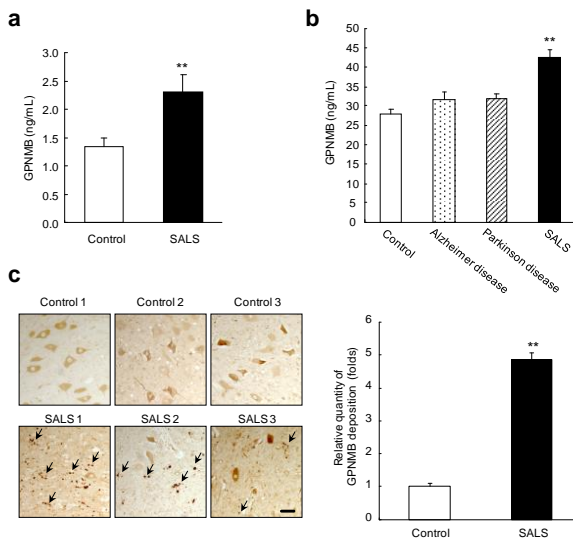 a
**
GPNMB (ng/mL)
3.0
2.5
2.0
1.5
1.0
0.5
0.0
Control
SALS
b
**
GPNMB (ng/mL)
50
45
40
35
30
25
20
15
10
5
0
Control
Alzheimer disease
Parkinson disease
SALS
c
Control 1
Control 2
Control 3
SALS 1
SALS 2
SALS 3
**
Relative quantity of
GPNMB deposition (folds)
6
5
4
3
2
1
0
Control
SALS